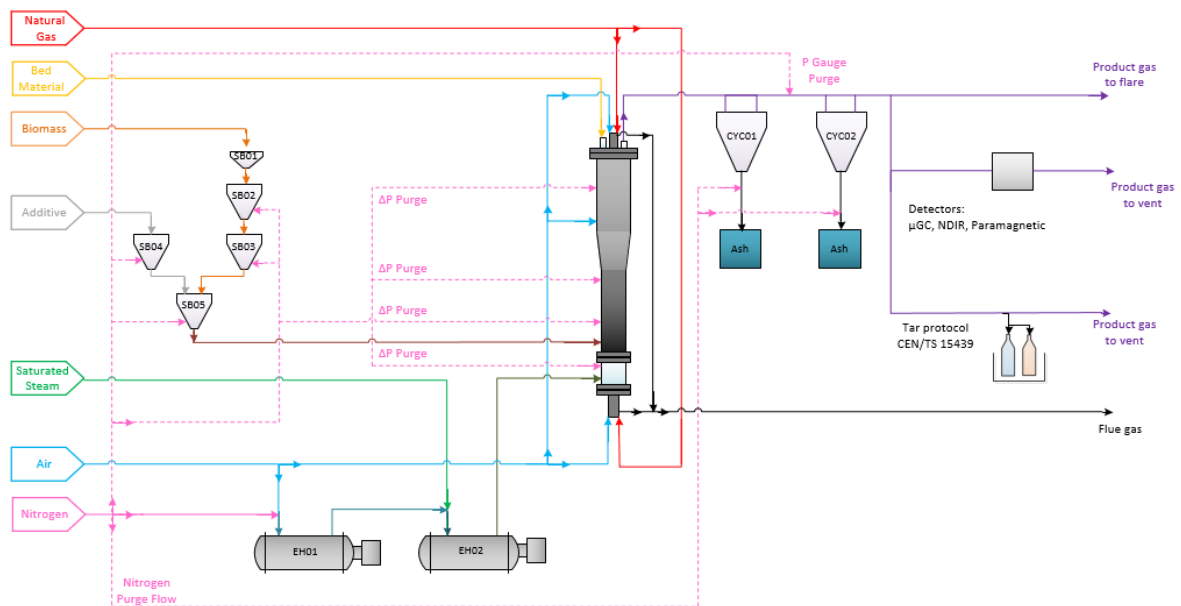 Natural
Gas
Bed
Material
Biomass
Additive
Saturated
Steam
Air
Nitrogen
SB01
SB02
SB03
SB04
SB05
EH01
EH02
Nitrogen
Purge Flow
ΔP Purge
ΔP Purge
ΔP Purge
ΔP Purge
P Gauge
Purge
CYC01
CYC02
Ash
Ash
Product gas
to flare
Product gas
to vent
Detectors:
µGC, NDIR, Paramagnetic
Tar protocol
CEN/TS 15439
Product gas
to vent
Flue gas